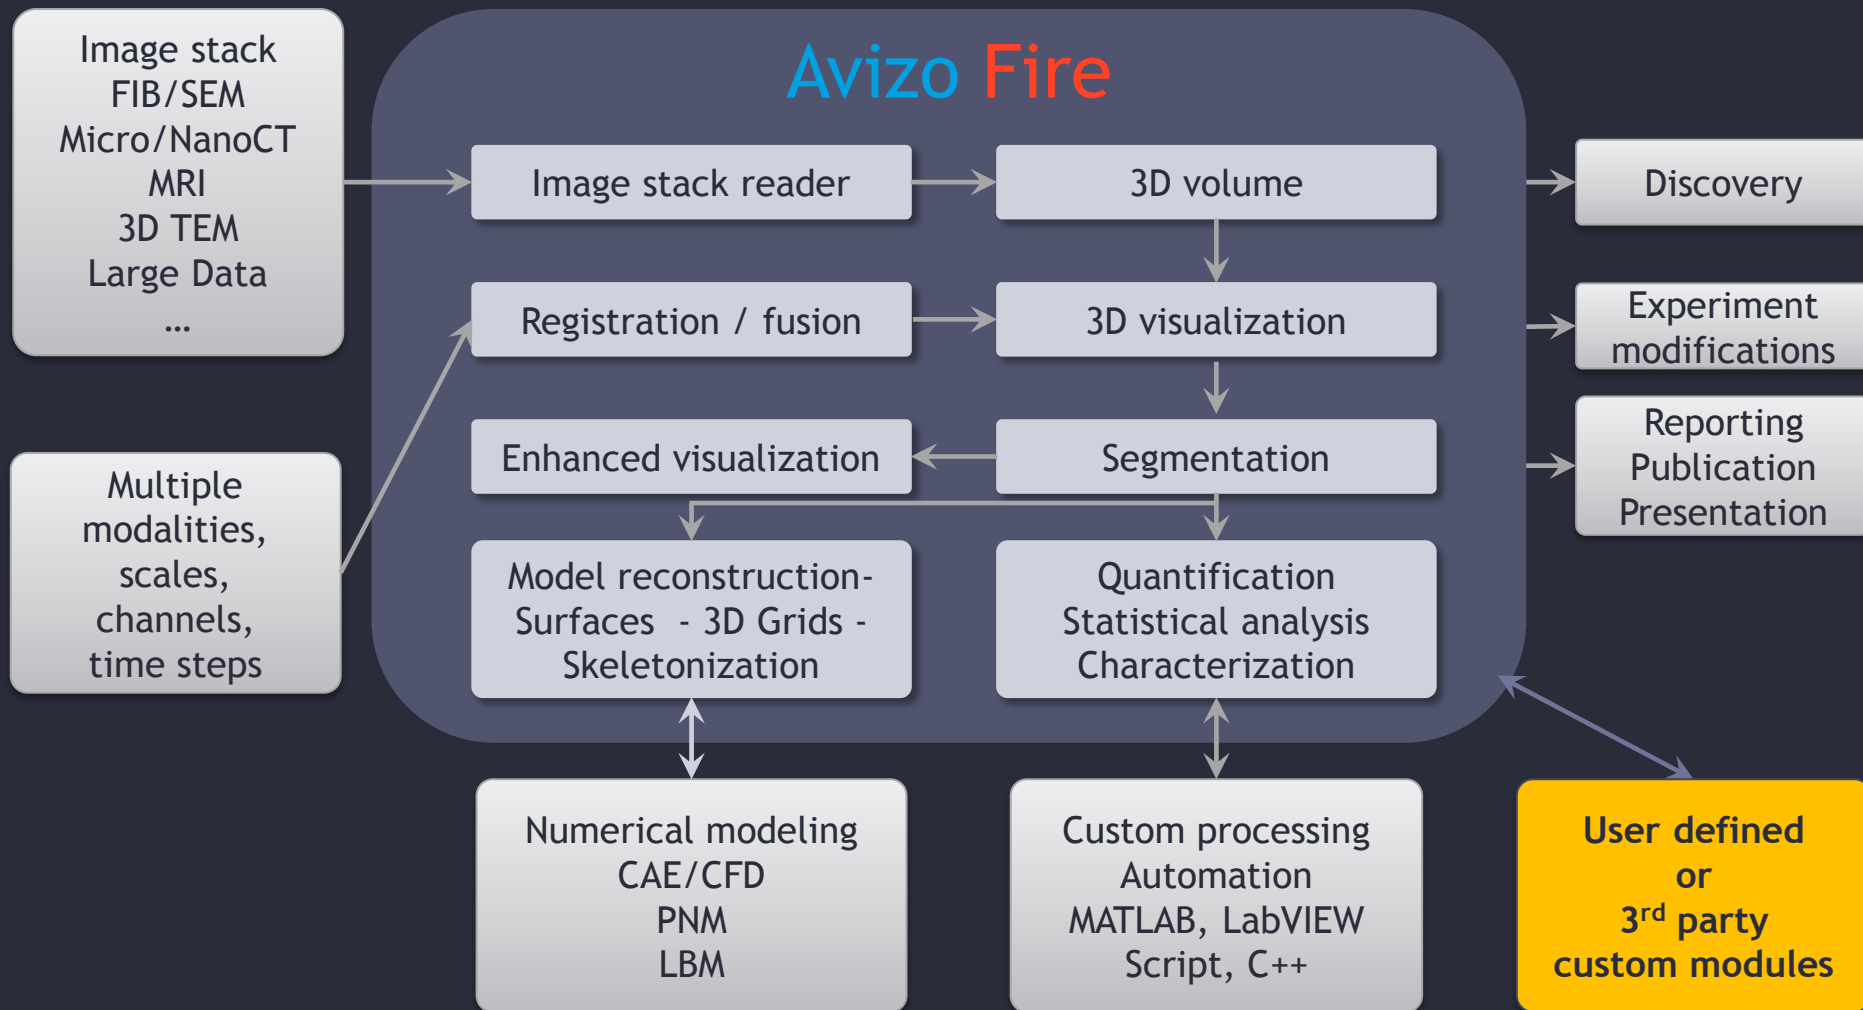 Avizo Fire
Image stack
FIB/SEM
Micro/NanoCT
MRI
3D TEM
Large Data
...
Multiple
modalities,
scales,
channels,
time steps
Image stack reader
3D volume
Registration / fusion
3D visualization
Enhanced visualization
Segmentation
Model reconstruction-
Surfaces - 3D Grids -
Skeletonization
Quantification
Statistical analysis
Characterization
Discovery
Experiment
modifications
Reporting
Publication
Presentation
Numerical modeling
CAE/CFD
PNM
LBM
Custom processing
Automation
MATLAB, LabVIEW
Script, C++
User defined
or
3rd party
custom modules